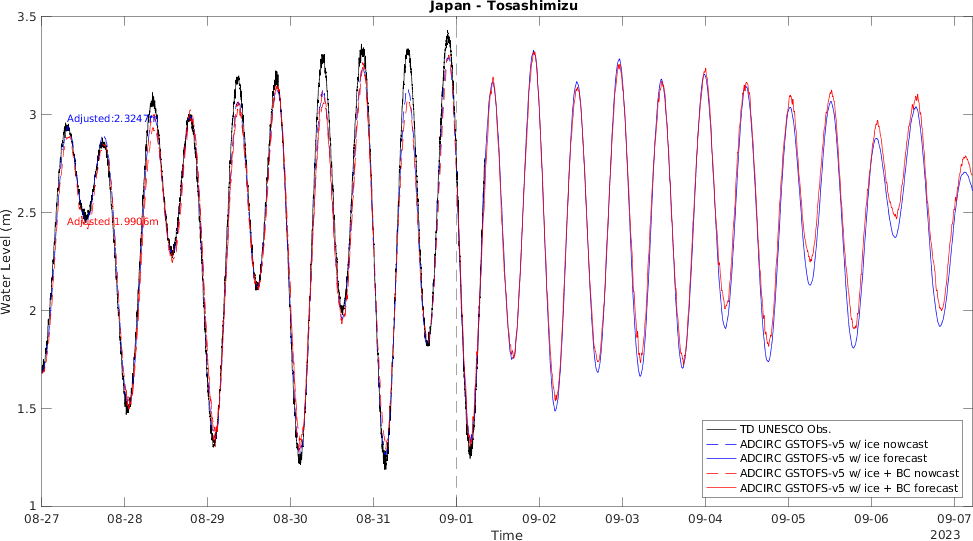 Japan - Tosashimizu
3.5
3
2.5
2
1.5
1
Water Level (m)
Adjusted:2.3247m
Adjusted:1.9906m
TD UNESCO Obs.
ADCIRC GSTOFS-v5 w/ ice nowcast
ADCIRC GSTOFS-v5 w/ ice forecast
ADCIRC GSTOFS-v5 w/ ice + BC nowcast
ADCIRC GSTOFS-v5 w/ ice + BC forecast
08-27 08-28 08-29 08-30 08-31 09-01 09-02 09-03 09-04 09-05 09-06 09-07
Time
2023